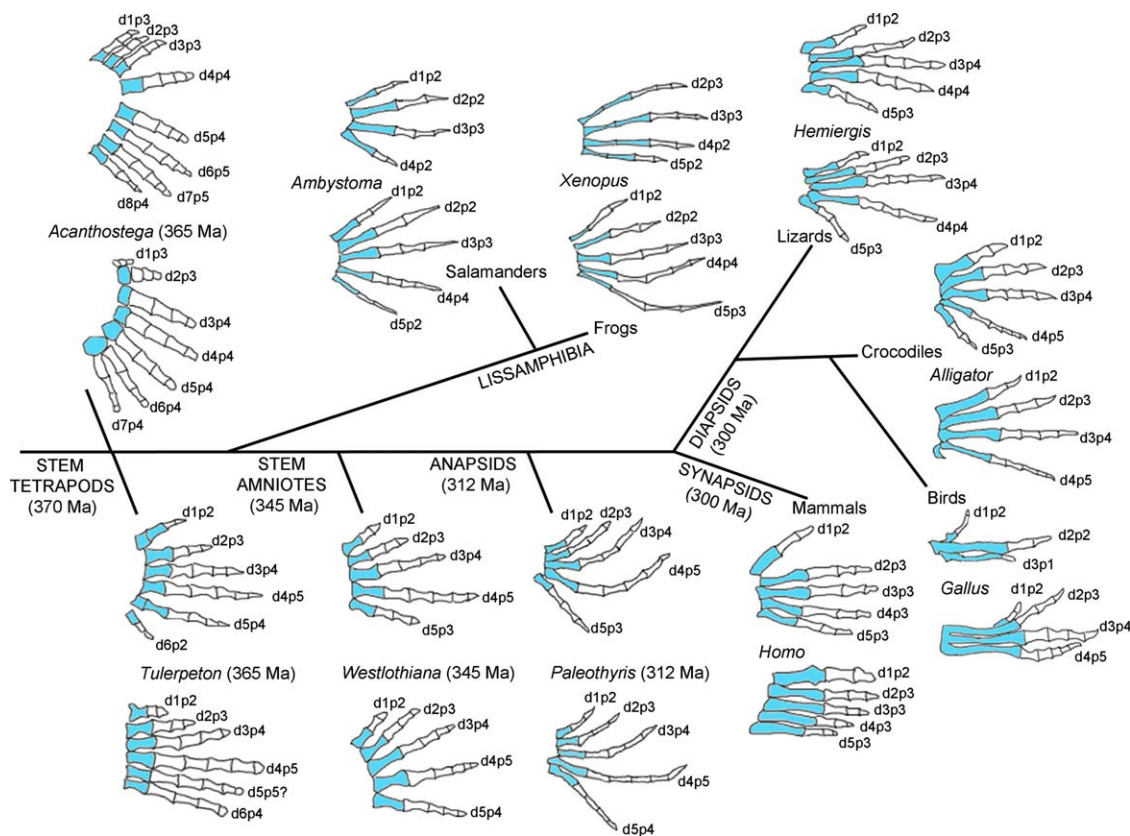 d1p3
d2p3
d3p3
d4p4
d5p4
d6p5
d7p5
d8p4
Acanthostega (365 Ma)
d1p3
d2p3
d3p4
d4p4
d5p4
d6p4
d7p4
d1p2
d2p2
d3p3
d4p2
Ambystoma
d1p2
d2p2
d3p3
d4p4
d5p2
Salamanders
d2p3
d3p3
d4p2
d5p2
Xenopus
d1p2
d2p2
d3p3
d4p4
d5p3
Frogs
LISSAMPHIBIA
d1p2
d2p3
d3p4
d4p4
d5p3
Hemiergis
d1p2
d2p3
d3p4
d4p4
d5p3
Lizards
d1p2
d2p3
d3p4
d4p5
d5p3
Crocodiles
Alligator
d1p2
d2p3
d3p4
d4p5
STEM
TETRAPODS
(370 Ma)
STEM
AMNIOTES
(345 Ma)
ANAPSIDS
(312 Ma)
DIAPSIDS
(300 Ma)
SYNAPSIDS
(300 Ma)
Mammals
Birds
d1p2
d2p3
d3p4
d4p5
d5p4
d6p2
Tulerpeton (365 Ma)
d1p2
d2p3
d3p4
d4p5
d5p5?
d6p4
d1p2
d2p3
d3p4
d4p5
d5p3
Westlothiana (345 Ma)
d1p2
d2p3
d3p4
d4p5
d5p4
d1p2
d2p3
d3p4
d4p5
d5p3
Paleothyris (312 Ma)
d1p2
d2p3
d3p4
d4p5
d5p4
d1p2
d2p3
d3p3
d4p3
d5p3
Homo
d1p2
d2p3
d3p3
d4p3
d5p3
d1p2
d2p2
d3p1
Gallus
d1p2
d2p3
d3p4
d4p5